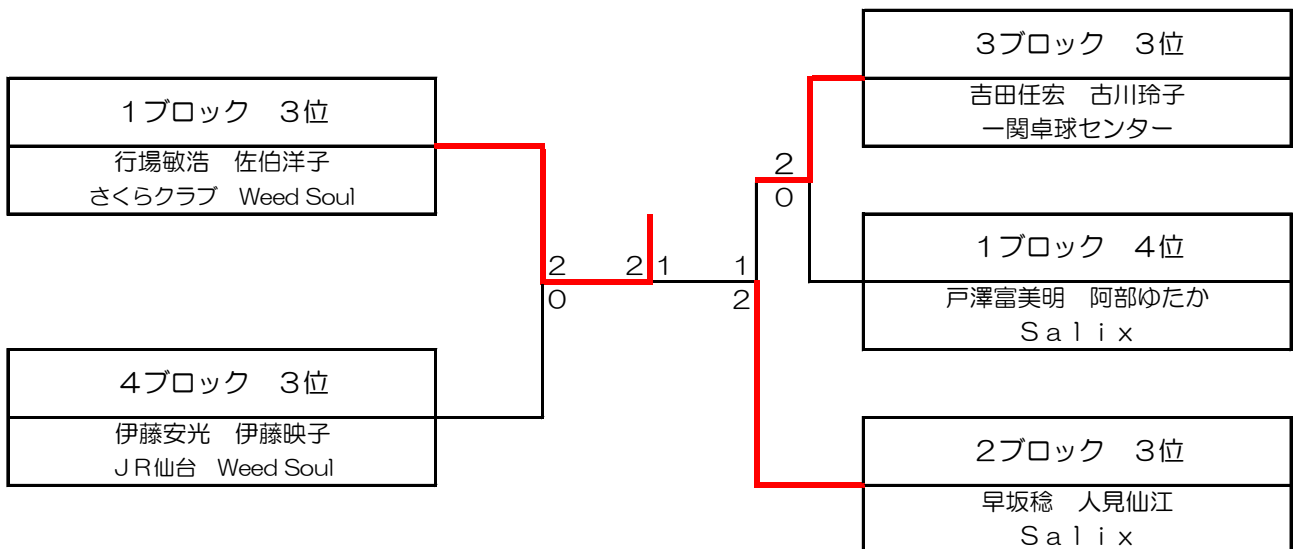 1ブロック　3位
行場敏浩　佐伯洋子
さくらクラブ　Weed Soul
4ブロック　3位
伊藤安光　伊藤映子
ＪＲ仙台　Weed Soul
2
0
2 1
1
2
2
0
3ブロック　3位
吉田任宏　古川玲子
一関卓球センター
1ブロック　4位
戸澤富美明　阿部ゆたか
Ｓａｌｉｘ
2ブロック　3位
早坂稔　人見仙江
Ｓａｌｉｘ